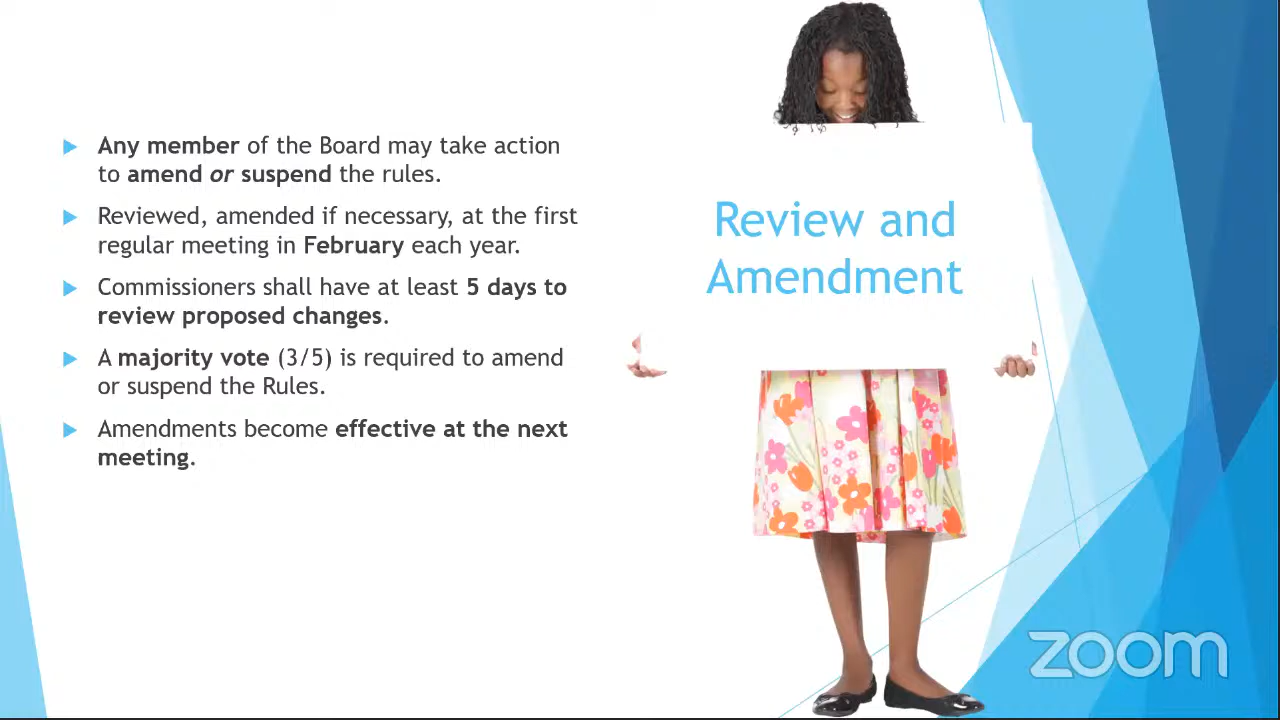 Any member of the Board may take action
to amend or suspend the rules.
Reviewed, amended if necessary, at the first
regular meeting in February each year.
Commissioners shall have at least 5 days to
review proposed changes.
A majority vote (3/5) is required to amend
or suspend the Rules.
Amendments become effective at the next
meeting.
Review and
Amendment
zoom